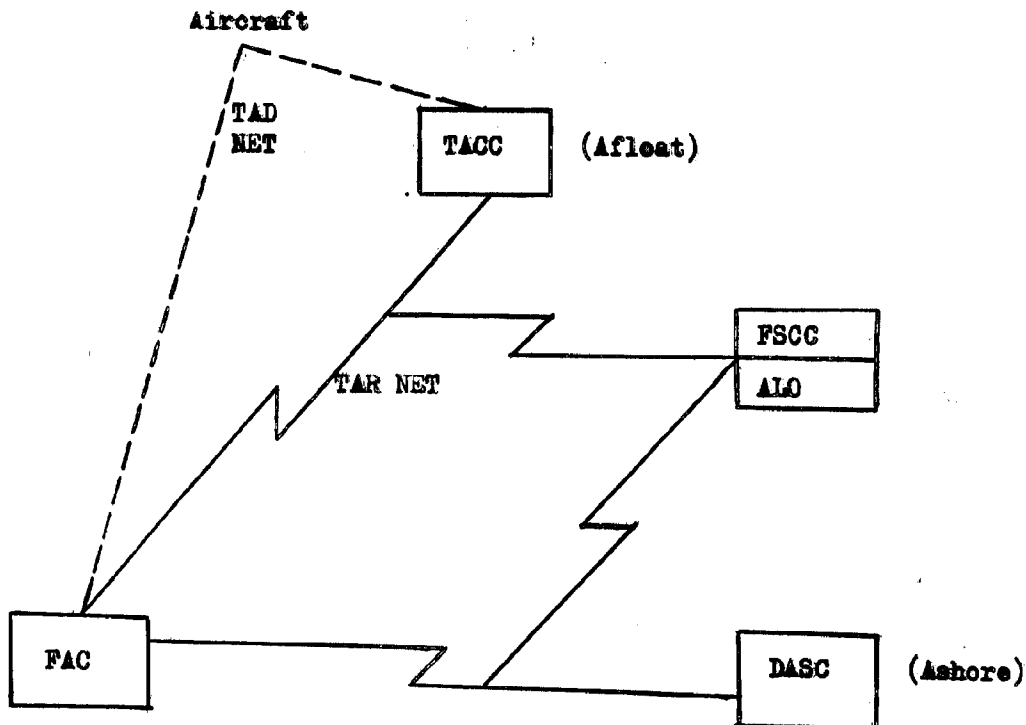 Aircraft
TAD
NET
TACC (Afloat)
FSCC
TAR NET
ALO
FAC
DASC (Ashore)